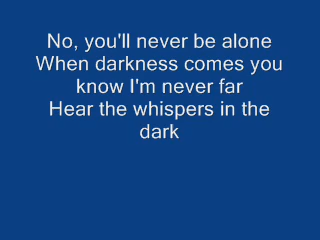 No, you'll never be alone
When darkness comes you
know I'm never far
Hear the whispers in the
dark